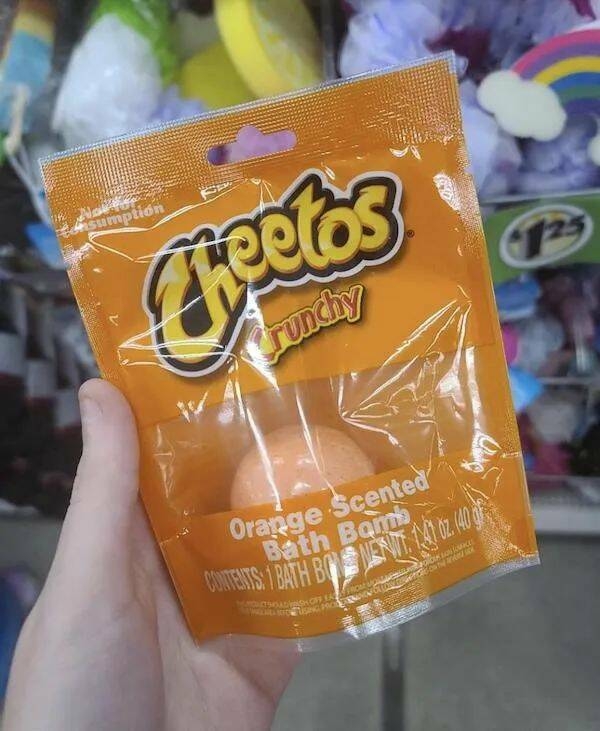 Not for
Consumption
Cheetos
Crunchy
Orange Scented
Bath Bomb
CONTENTS: 1 BATH BOMB NET WT. 1.41 OZ. (40 g)
$1.25